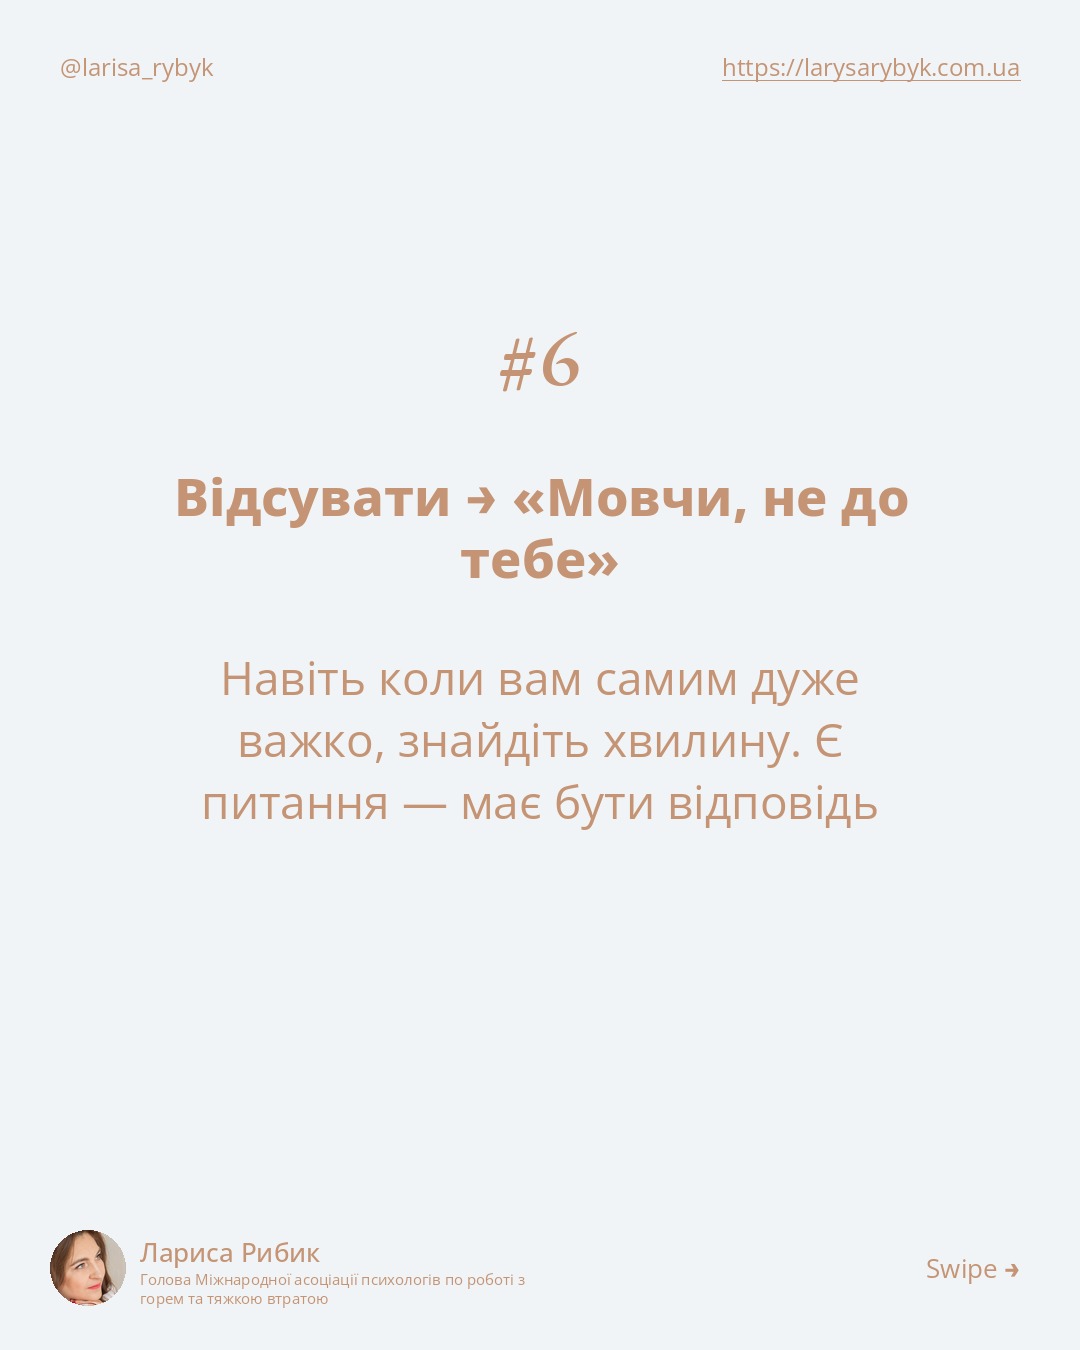 @larisa_rybyk
https://larysarybyk.com.ua
#6
Відсувати → «Мовчи, не до
тебе»
Навіть коли вам самим дуже
важко, знайдіть хвилину. Є
питання — має бути відповідь
Лариса Рибик
Голова Міжнародної асоціації психологів по роботі з
горем та тяжкою втратою
Swipe →